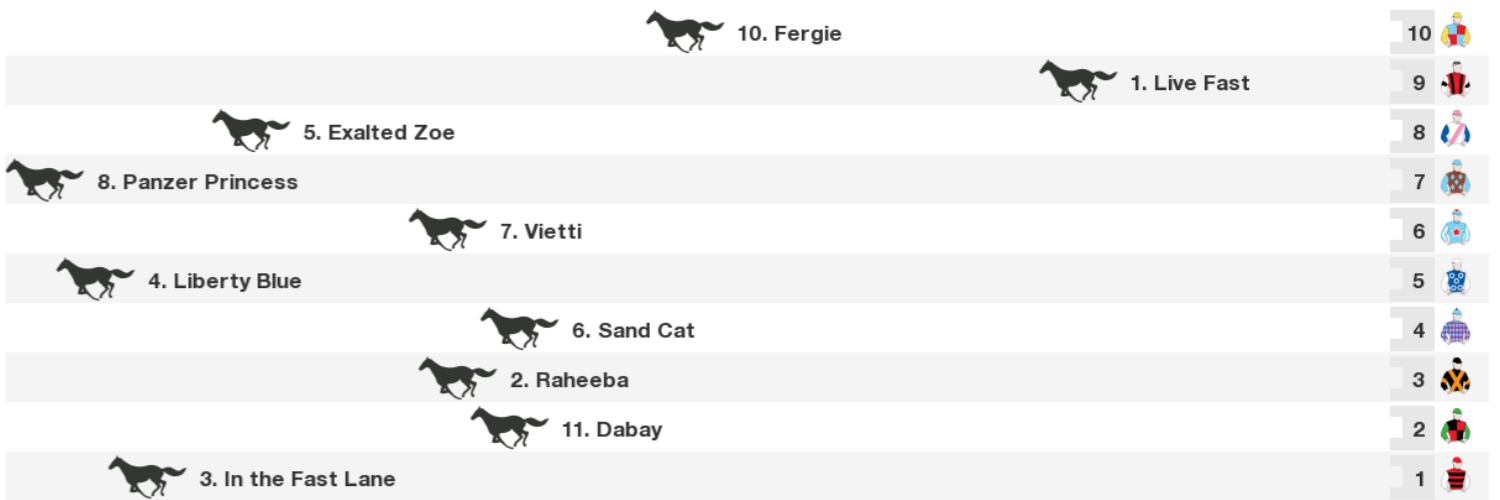 10. Fergie 10
1. Live Fast 9
5. Exalted Zoe 8
8. Panzer Princess 7
7. Vietti 6
4. Liberty Blue 5
6. Sand Cat 4
2. Raheeba 3
11. Dabay 2
3. In the Fast Lane 1